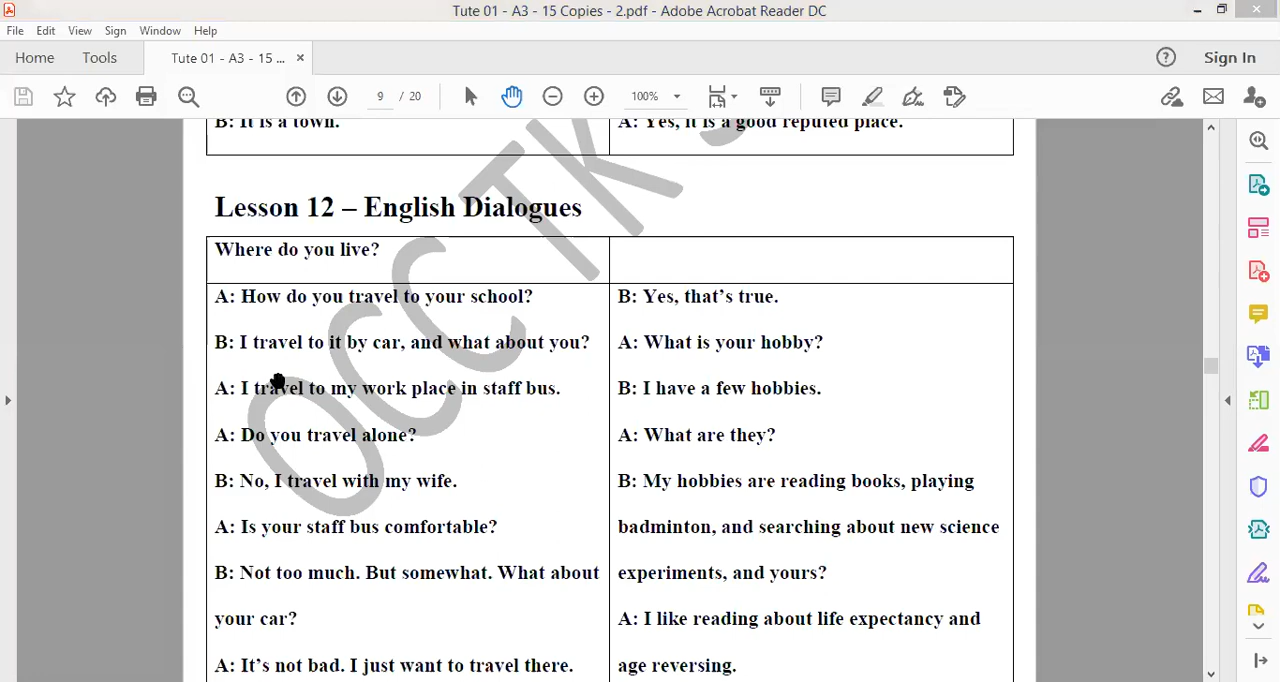 Tute 01 - A3 - 15 Copies - 2.pdf - Adobe Acrobat Reader DC
File Edit View Sign Window Help
Home Tools Tute 01 - A3 - 15 ... × Sign In
9 / 20 100%
B: It is a town.
A: Yes, it is a good reputed place.
Lesson 12 – English Dialogues
Where do you live?
A: How do you travel to your school?
B: I travel to it by car, and what about you?
A: I travel to my work place in staff bus.
A: Do you travel alone?
B: No, I travel with my wife.
A: Is your staff bus comfortable?
B: Not too much. But somewhat. What about
your car?
A: It’s not bad. I just want to travel there.
B: Yes, that’s true.
A: What is your hobby?
B: I have a few hobbies.
A: What are they?
B: My hobbies are reading books, playing
badminton, and searching about new science
experiments, and yours?
A: I like reading about life expectancy and
age reversing.
OCC TK